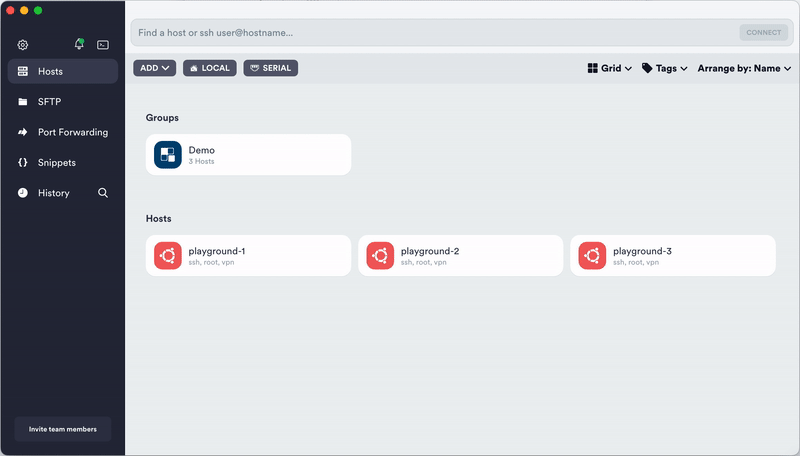 Find a host or ssh user@hostname...
CONNECT
Hosts
SFTP
Port Forwarding
Snippets
History
Invite team members
ADD
LOCAL
SERIAL
Grid
Tags
Arrange by: Name
Groups
Demo
3 Hosts
Hosts
playground-1
ssh, root, vpn
playground-2
ssh, root, vpn
playground-3
ssh, root, vpn